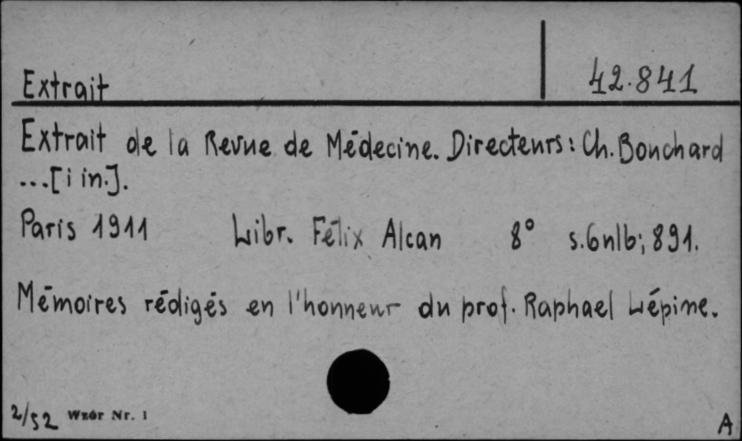 Extrait 42.841
Extrait de la Revue de Médecine. Directeurs: Ch. Bouchard
...[i in.].
Paris 1911 Libr. Félix Alcan 8° s.6nlb; 891.
Mémoires rédigés en l'honneur du prof. Raphael Lépine.
2/52 Wzór Nr. 1 A